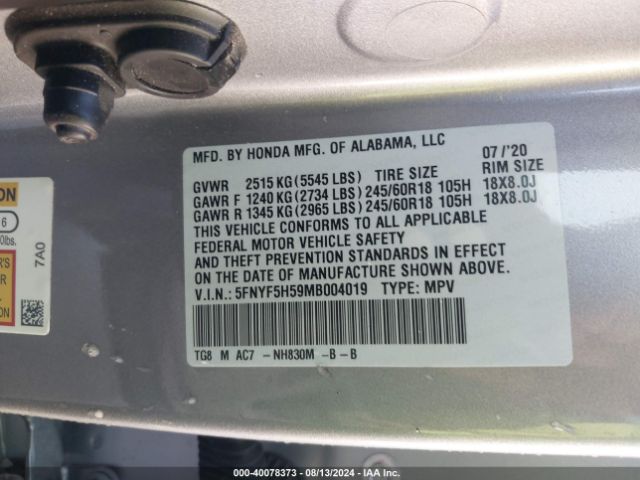 MFD. BY HONDA MFG. OF ALABAMA, LLC 07 /'20
GVWR 2515 KG (5545 LBS) TIRE SIZE RIM SIZE
GAWR F 1240 KG (2734 LBS) 245/60R18 105H 18X8.0J
GAWR R 1345 KG (2965 LBS) 245/60R18 105H 18X8.0J
THIS VEHICLE CONFORMS TO ALL APPLICABLE
FEDERAL MOTOR VEHICLE SAFETY
AND THEFT PREVENTION STANDARDS IN EFFECT
ON THE DATE OF MANUFACTURE SHOWN ABOVE.
V.I.N.: 5FNYF5H59MB004019 TYPE: MPV
TG8 M AC7 -NH830M -B-B
ON
6
0lbs.
R'S
7A0
000-40078373 - 08/13/2024 - IAA Inc.